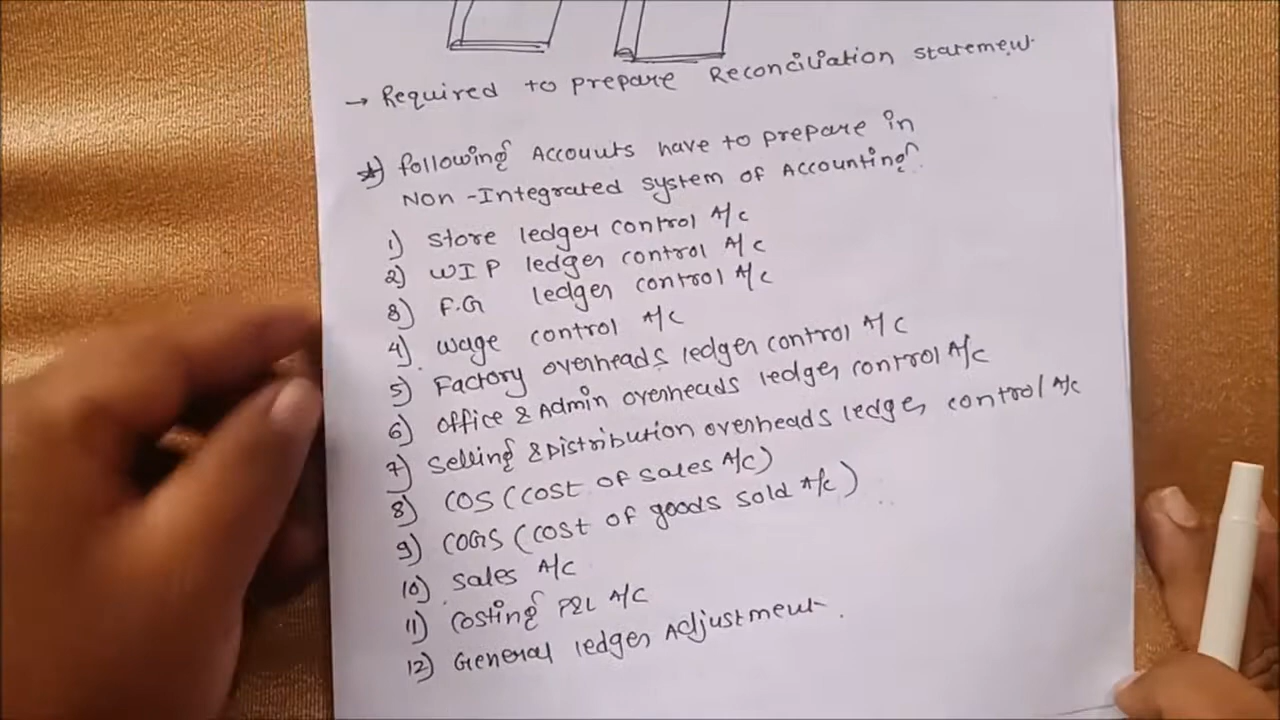 → Required to prepare Reconciliation statement
* following Accounts have to prepare in
Non-Integrated system of Accounting
1) store ledger control A/c
2) WIP ledger control A/c
3) F.G ledger control A/c
4) wage control A/c
5) Factory overheads ledger control A/c
6) office & Admin overheads ledger control A/c
7) Selling & Distribution overheads ledger control A/c
8) COS (cost of sales A/c)
9) COGS (cost of goods sold A/c)
10) sales A/c
11) costing P&L A/c
12) General ledger Adjustment